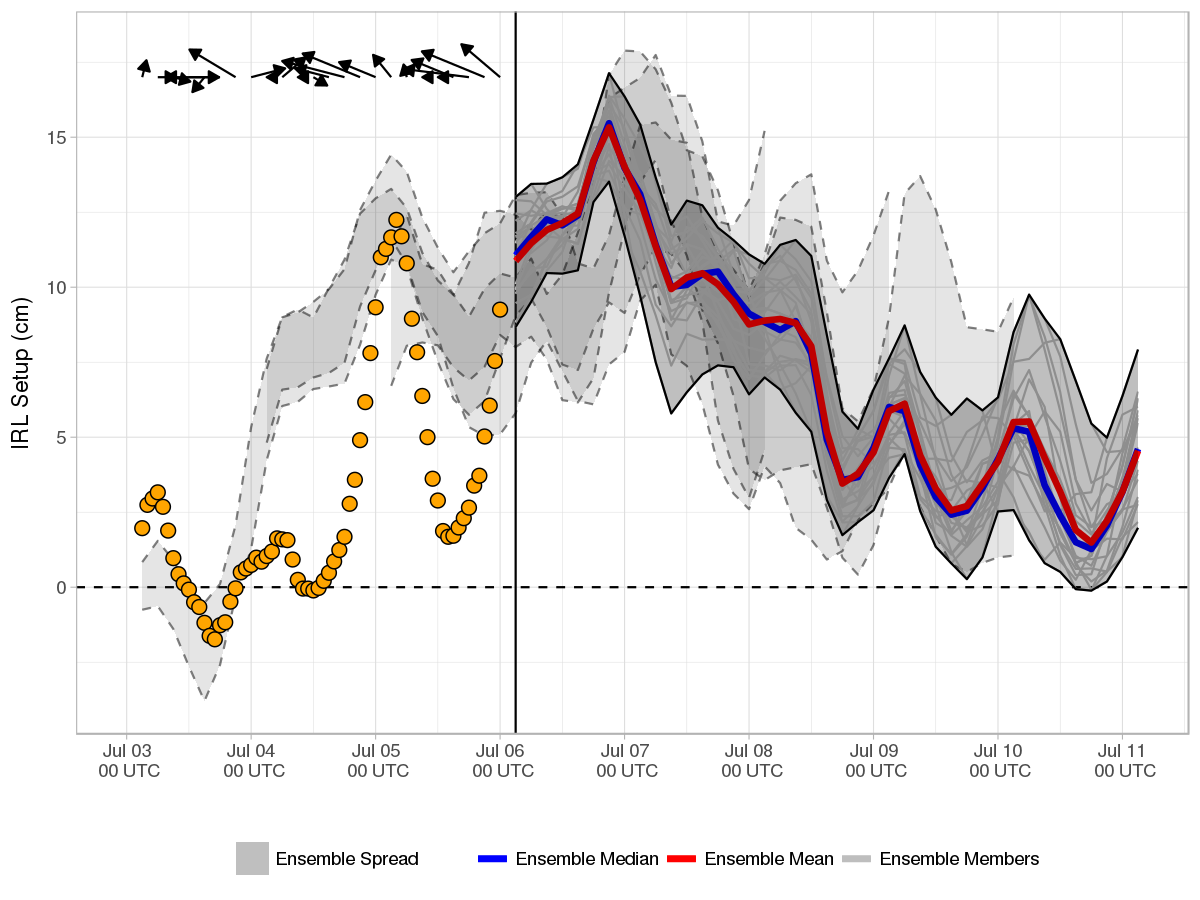 IRL Setup (cm)
15
10
5
0
Jul 03 Jul 04 Jul 05 Jul 06 Jul 07 Jul 08 Jul 09 Jul 10 Jul 11
00 UTC 00 UTC 00 UTC 00 UTC 00 UTC 00 UTC 00 UTC 00 UTC 00 UTC
Ensemble Spread Ensemble Median Ensemble Mean Ensemble Members